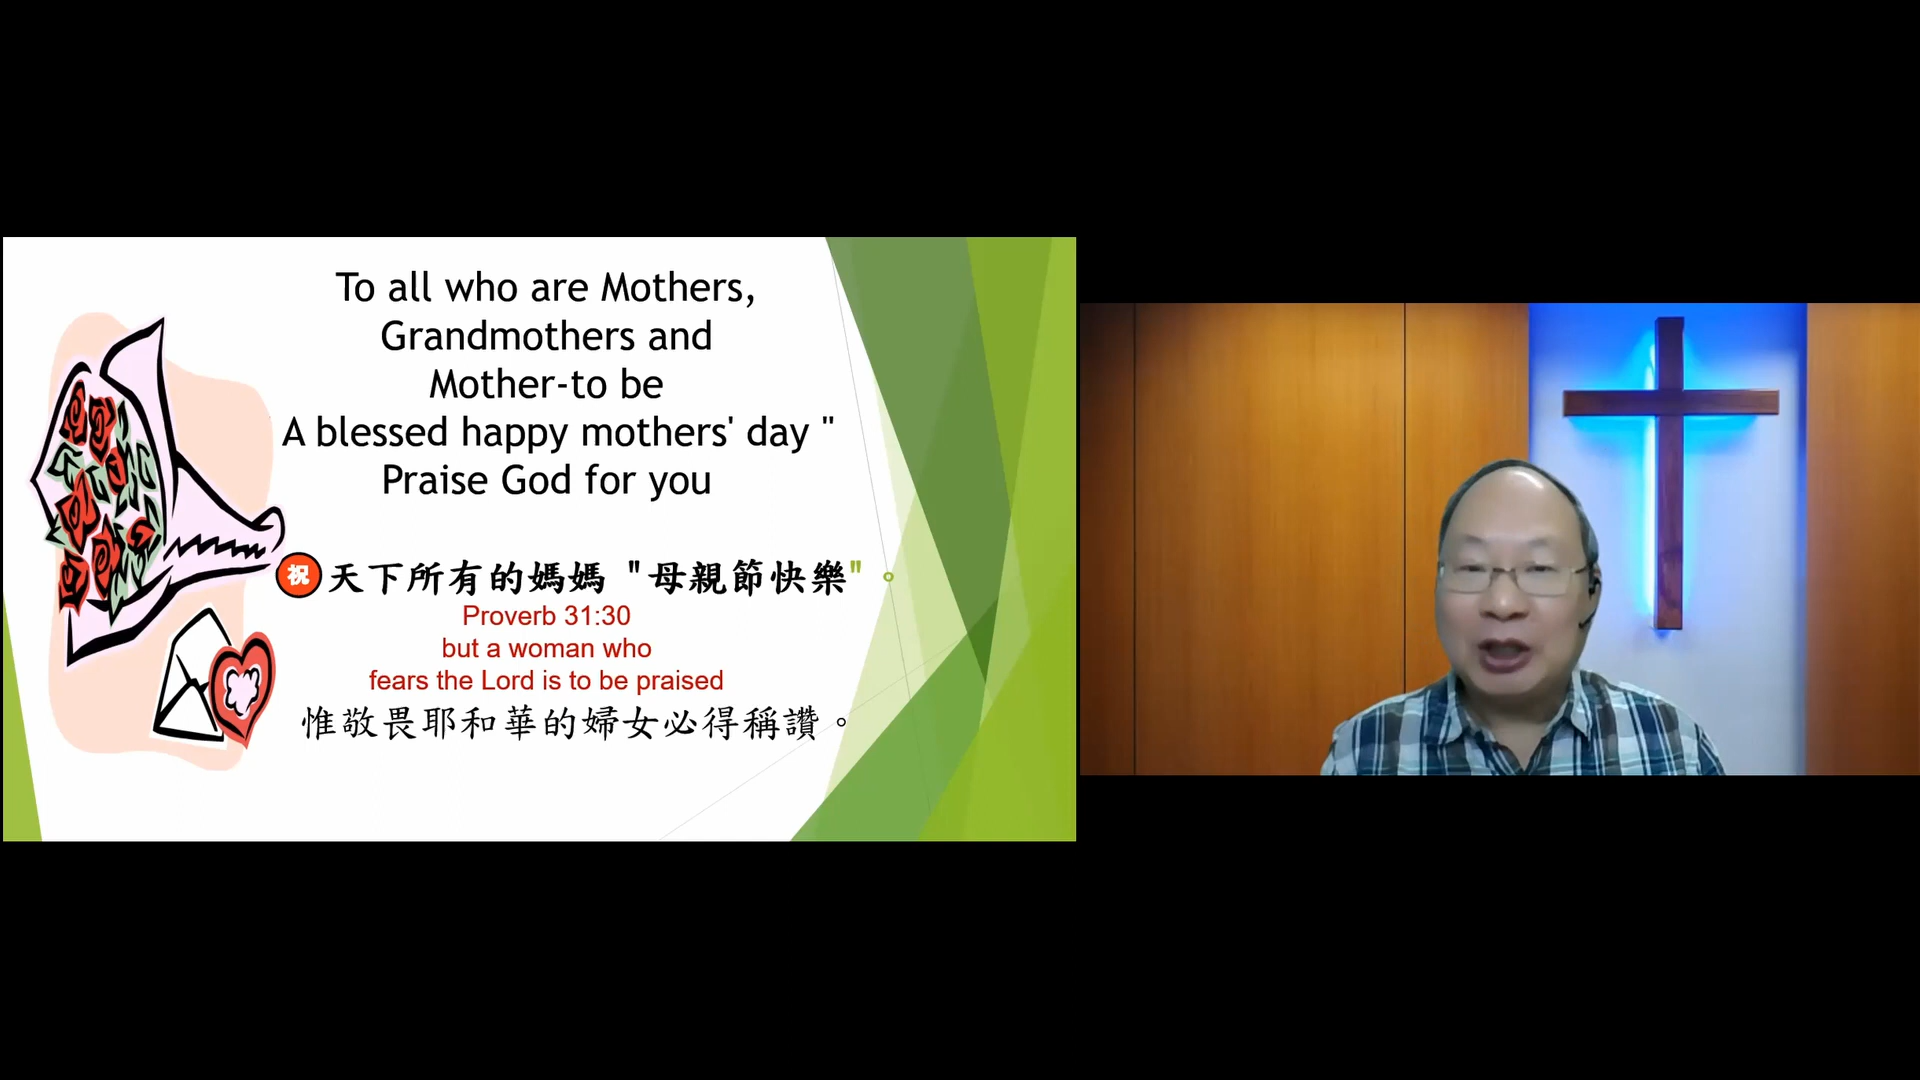 To all who are Mothers,
Grandmothers and
Mother-to be
A blessed happy mothers' day "
Praise God for you
祝 天下所有的媽媽 "母親節快樂" 。
Proverb 31:30
but a woman who
fears the Lord is to be praised
惟敬畏耶和華的婦女必得稱讚。